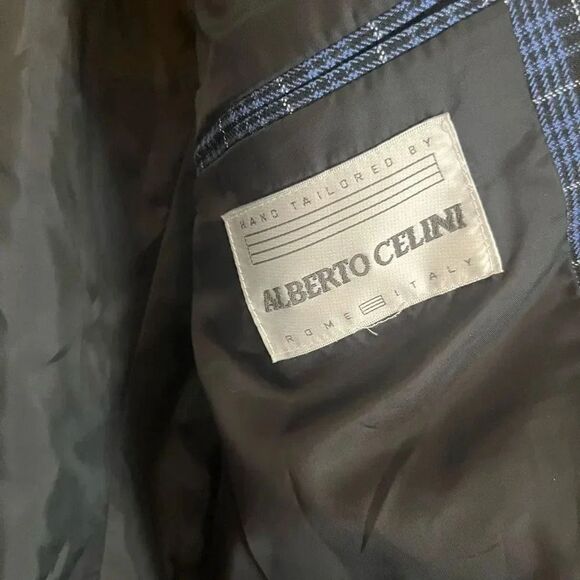 HAND TAILORED BY
ALBERTO CELINI
ROME ITALY